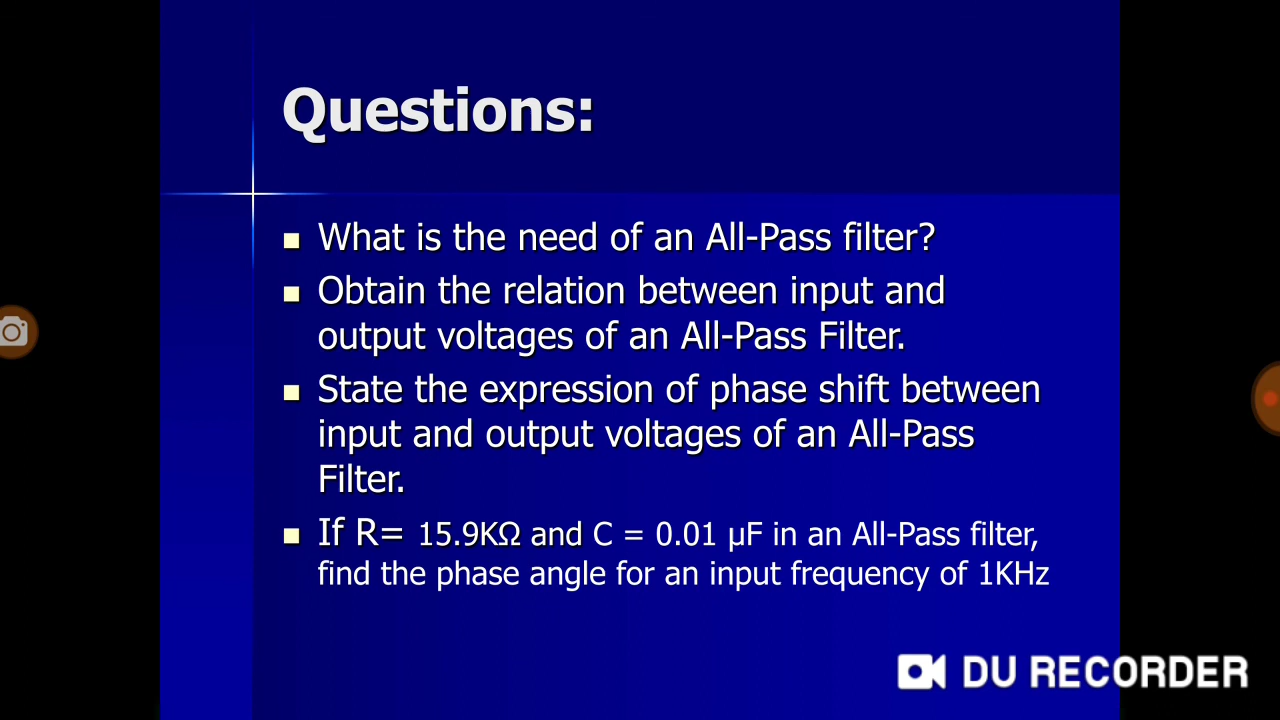 Questions:
What is the need of an All-Pass filter?
Obtain the relation between input and
output voltages of an All-Pass Filter.
State the expression of phase shift between
input and output voltages of an All-Pass
Filter.
If R= 15.9KΩ and C = 0.01 µF in an All-Pass filter,
find the phase angle for an input frequency of 1KHz
DU RECORDER